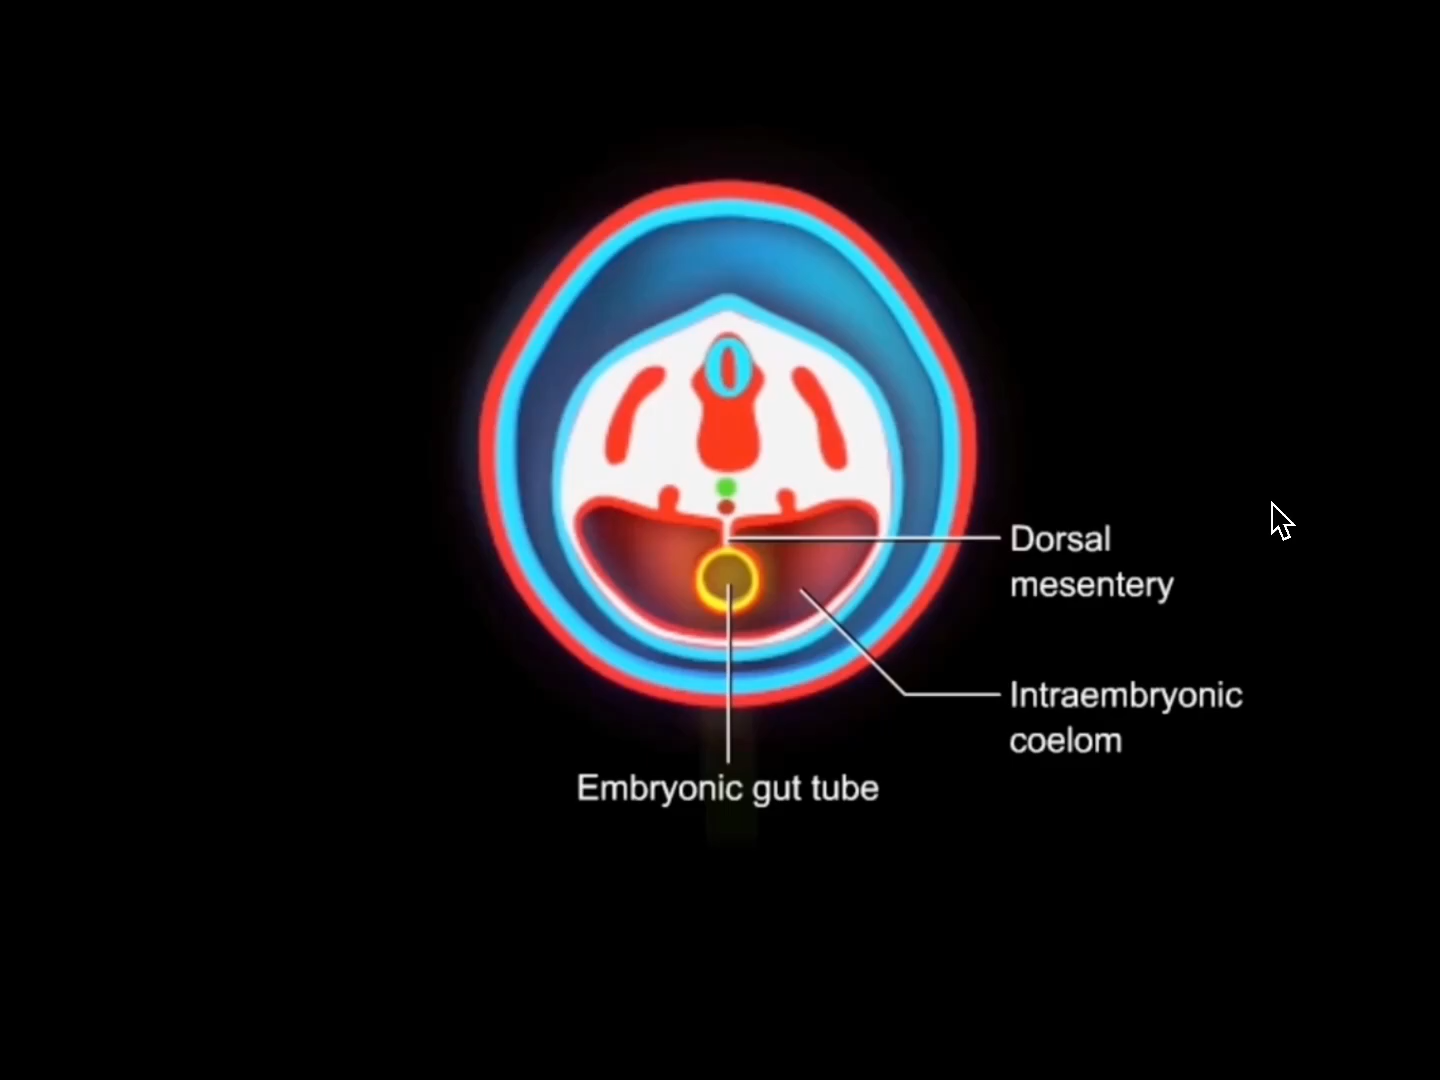 Dorsal
mesentery
Intraembryonic
coelom
Embryonic gut tube